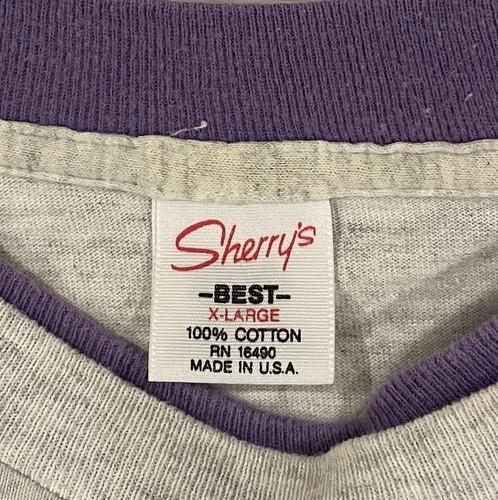 Sherry's
-BEST-
X-LARGE
100% COTTON
RN 16490
MADE IN U.S.A.